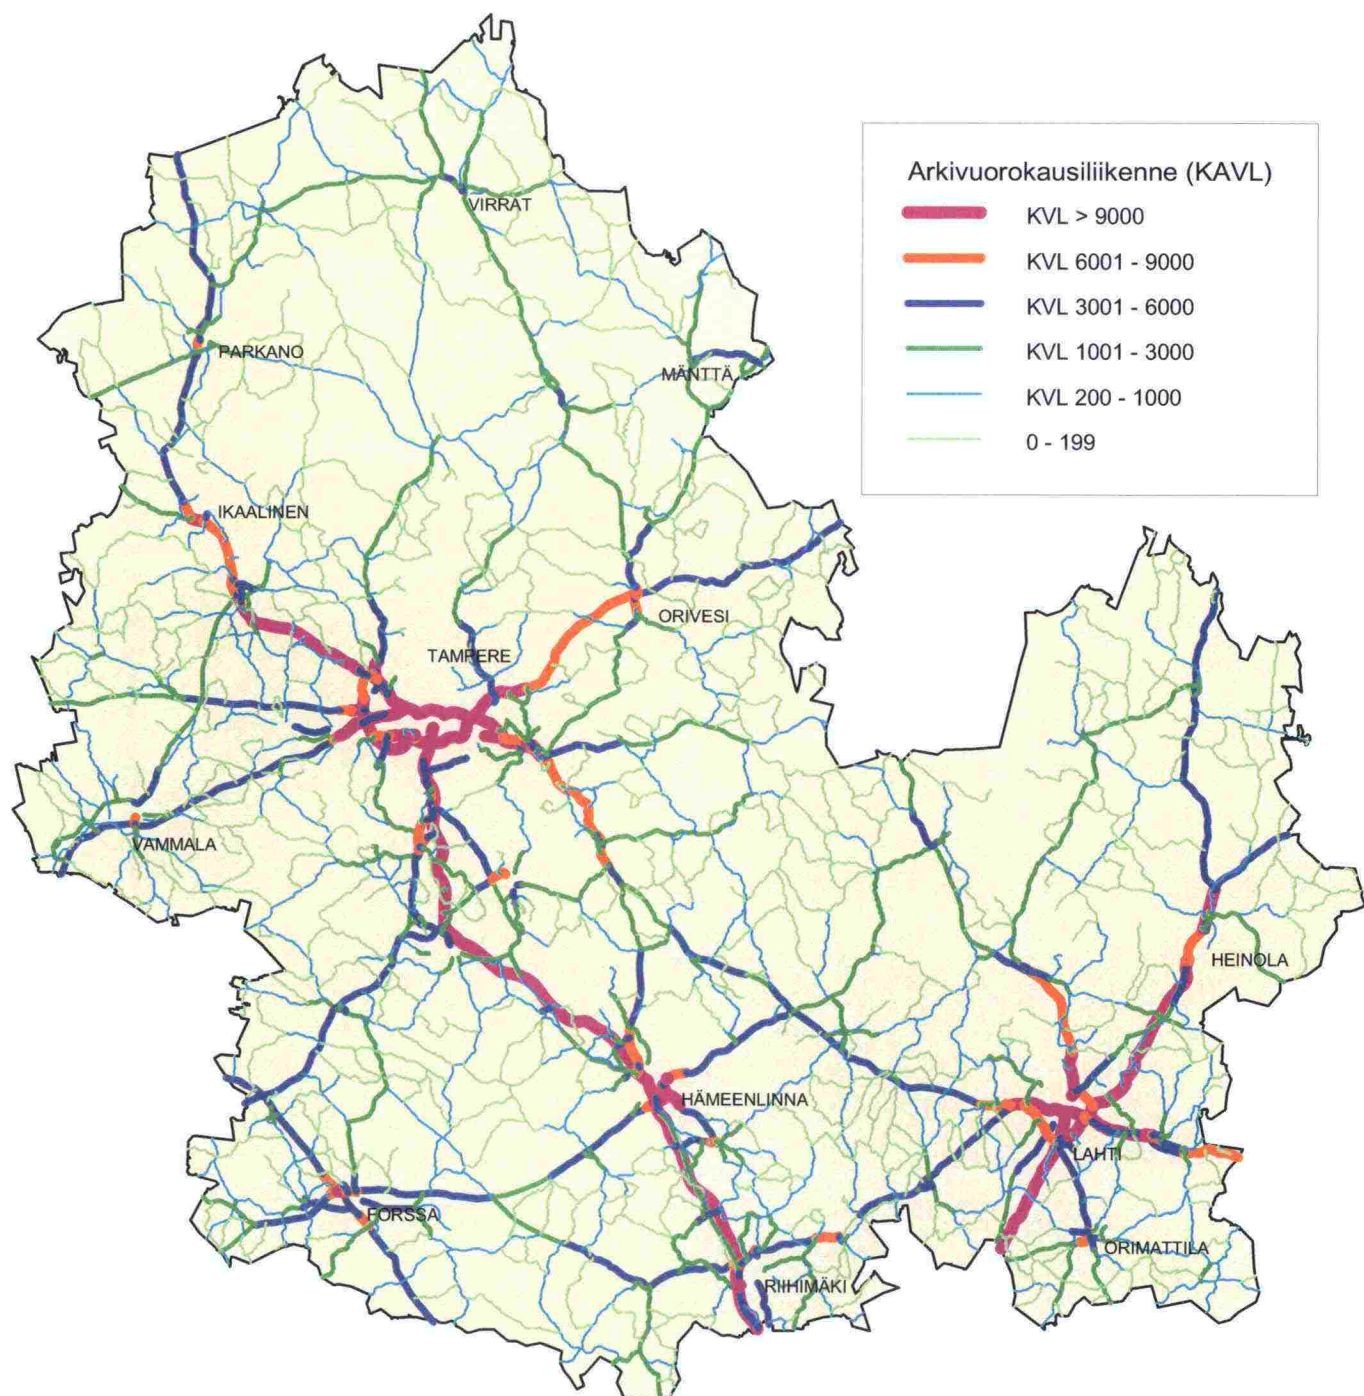 Arkivuorokausiliikenne (KAVL)
KVL > 9000
KVL 6001 - 9000
KVL 3001 - 6000
KVL 1001 - 3000
KVL 200 - 1000
0 - 199
VIRRAT
PARKANO
MÄNTTÄ
IKAALINEN
ORIVESI
TAMPERE
VAMMALA
HEINOLA
HÄMEENLINNA
LAHTI
FORSSA
ORIMATTILA
RIIHIMÄKI